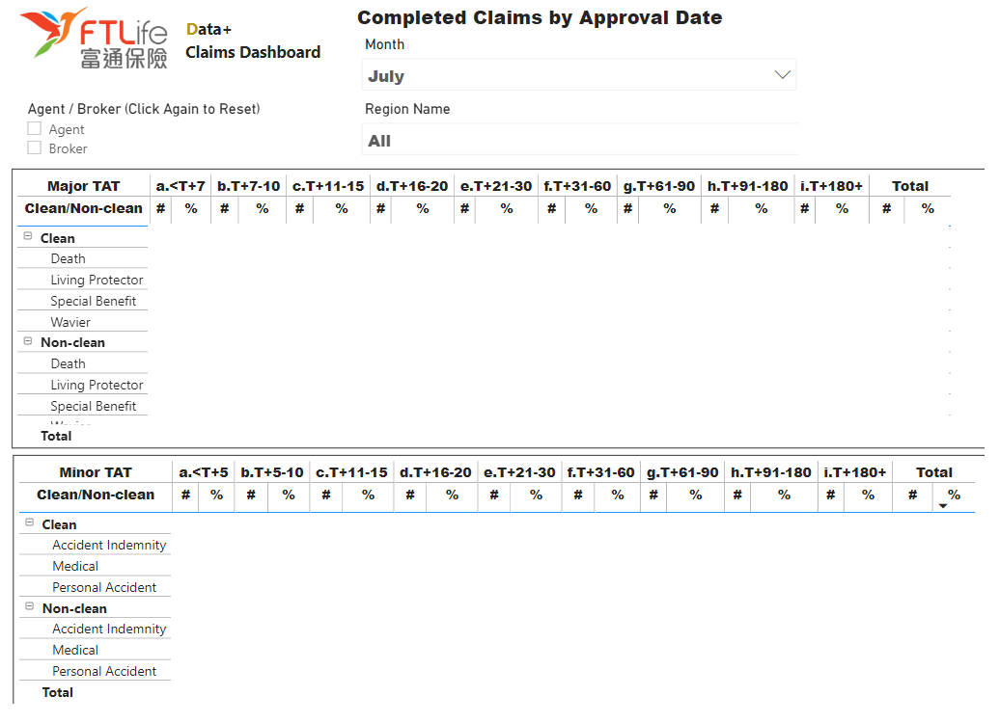 FTLife
富通保險
Data+
Claims Dashboard
Completed Claims by Approval Date
Month
July
Agent / Broker (Click Again to Reset)
Agent
Broker
Region Name
All
Major TAT a.<T+7 b.T+7-10 c.T+11-15 d.T+16-20 e.T+21-30 f.T+31-60 g.T+61-90 h.T+91-180 i.T+180+ Total
Clean/Non-clean # % # % # % # % # % # % # % # % # % # %
Clean
Death
Living Protector
Special Benefit
Wavier
Non-clean
Death
Living Protector
Special Benefit
Total
Minor TAT a.<T+5 b.T+5-10 c.T+11-15 d.T+16-20 e.T+21-30 f.T+31-60 g.T+61-90 h.T+91-180 i.T+180+ Total
Clean/Non-clean # % # % # % # % # % # % # % # % # % # %
Clean
Accident Indemnity
Medical
Personal Accident
Non-clean
Accident Indemnity
Medical
Personal Accident
Total